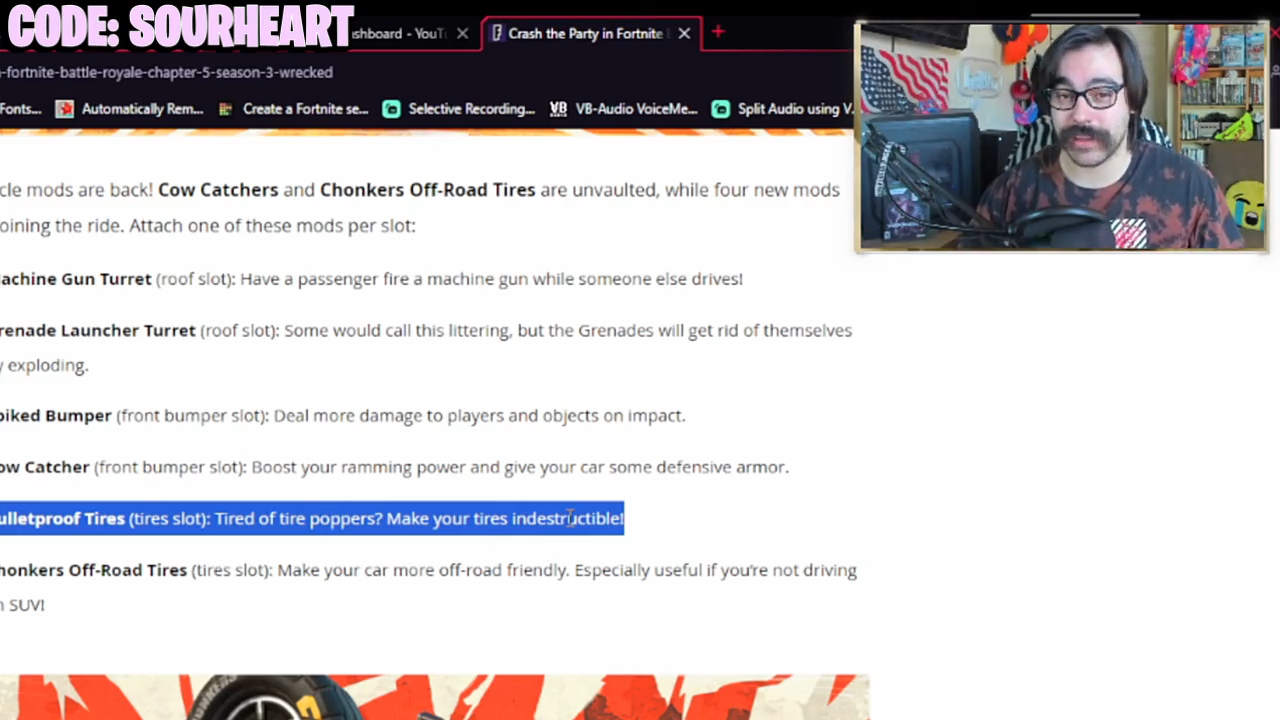 CODE: SOURHEART
shboard - YouT
Crash the Party in Fortnite
-fortnite-battle-royale-chapter-5-season-3-wrecked
Fonts...
Automatically Rem...
Create a Fortnite se...
Selective Recording...
VB VB-Audio VoiceMe...
Split Audio using V
cle mods are back! Cow Catchers and Chonkers Off-Road Tires are unvaulted, while four new mods
oining the ride. Attach one of these mods per slot:
achine Gun Turret (roof slot): Have a passenger fire a machine gun while someone else drives!
renade Launcher Turret (roof slot): Some would call this littering, but the Grenades will get rid of themselves
y exploding.
piked Bumper (front bumper slot): Deal more damage to players and objects on impact.
ow Catcher (front bumper slot): Boost your ramming power and give your car some defensive armor.
ulletproof Tires (tires slot): Tired of tire poppers? Make your tires indestructible!
honkers Off-Road Tires (tires slot): Make your car more off-road friendly. Especially useful if you're not driving
n SUV!